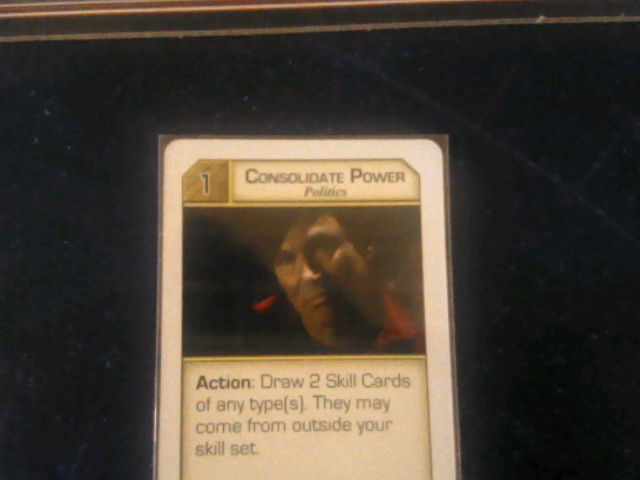 1
CONSOLIDATE POWER
Politics
Action: Draw 2 Skill Cards
of any type(s). They may
come from outside your
skill set.